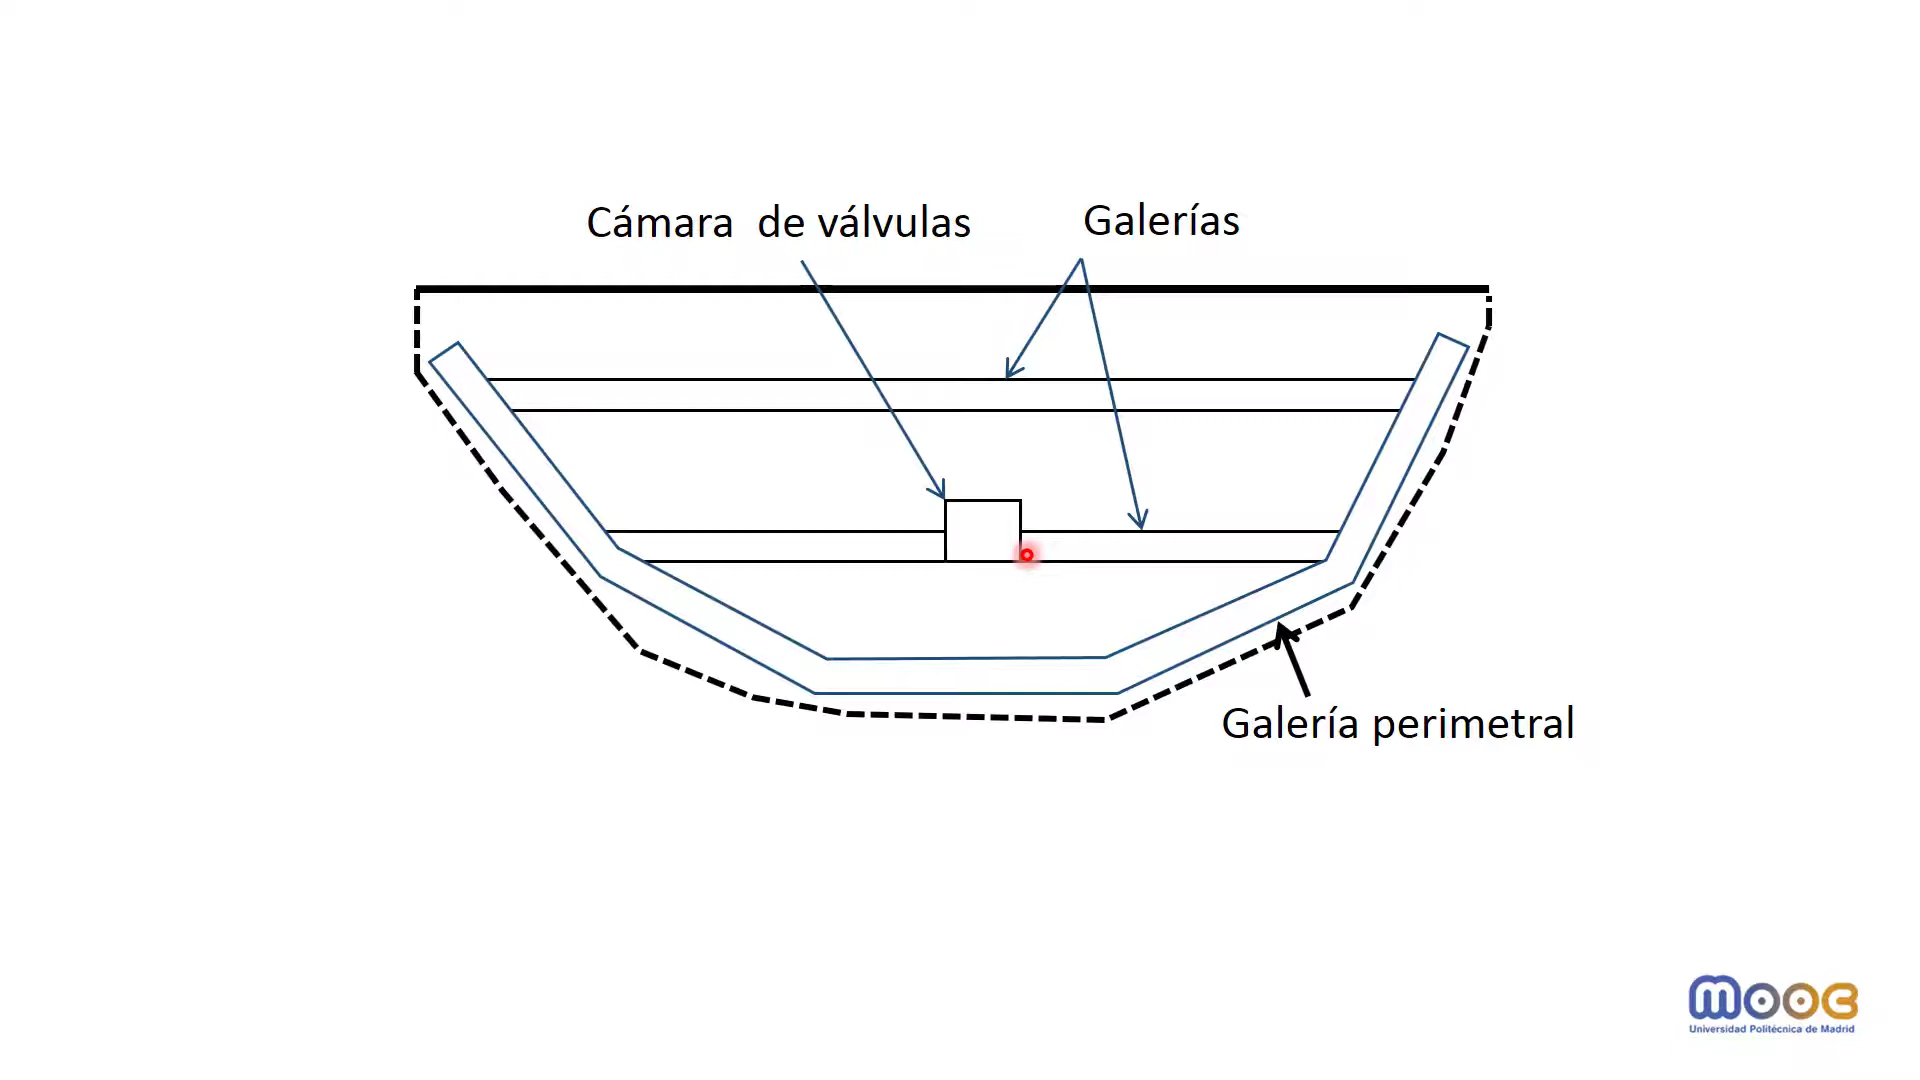 Cámara de válvulas
Galerías
Galería perimetral
mooc
Universidad Politécnica de Madrid